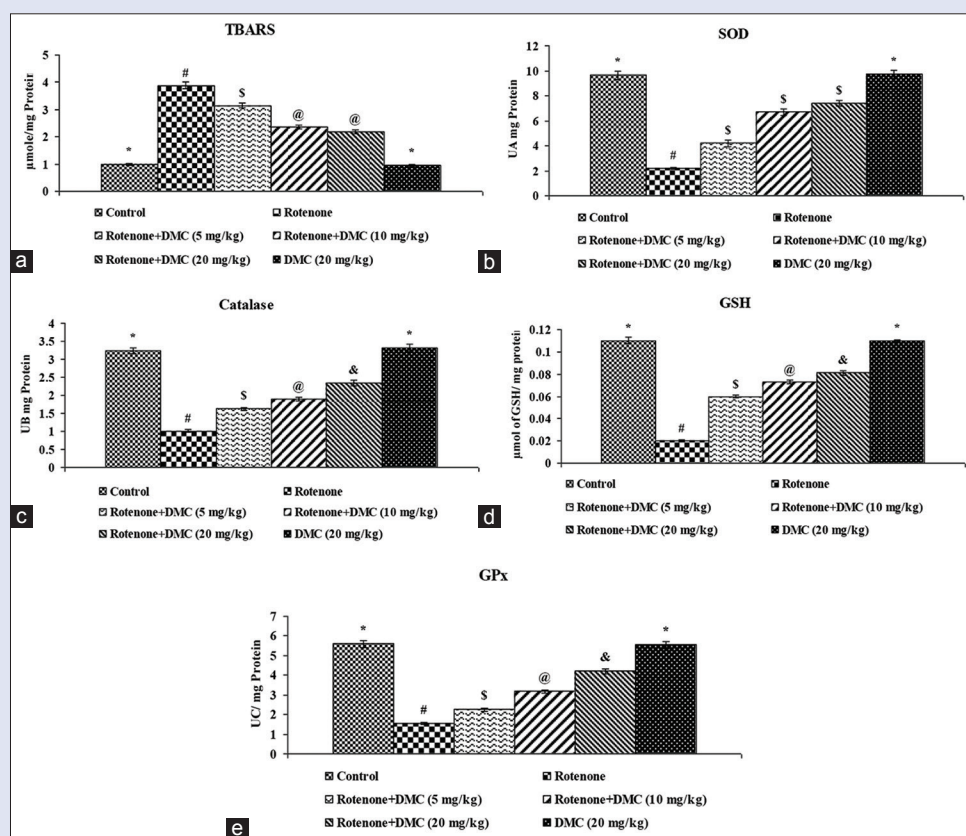 TBARS
µmole/mg Protein
5
4
3
2
1
0
*
#
$
@
@
*
Control
Rotenone
Rotenone+DMC (5 mg/kg)
Rotenone+DMC (10 mg/kg)
Rotenone+DMC (20 mg/kg)
DMC (20 mg/kg)
a
SOD
UA mg Protein
12
10
8
6
4
2
0
*
#
$
$
$
*
Control
Rotenone
Rotenone+DMC (5 mg/kg)
Rotenone+DMC (10 mg/kg)
Rotenone+DMC (20 mg/kg)
DMC (20 mg/kg)
b
Catalase
UB mg Protein
4
3.5
3
2.5
2
1.5
1
0.5
0
*
#
$
@
&
*
Control
Rotenone
Rotenone+DMC (5 mg/kg)
Rotenone+DMC (10 mg/kg)
Rotenone+DMC (20 mg/kg)
DMC (20 mg/kg)
c
GSH
µmol of GSH/ mg protein
0.12
0.1
0.08
0.06
0.04
0.02
0
*
#
$
@
&
*
Control
Rotenone
Rotenone+DMC (5 mg/kg)
Rotenone+DMC (10 mg/kg)
Rotenone+DMC (20 mg/kg)
DMC (20 mg/kg)
d
GPx
UC/ mg Protein
7
6
5
4
3
2
1
0
*
#
$
@
&
*
Control
Rotenone
Rotenone+DMC (5 mg/kg)
Rotenone+DMC (10 mg/kg)
Rotenone+DMC (20 mg/kg)
DMC (20 mg/kg)
e